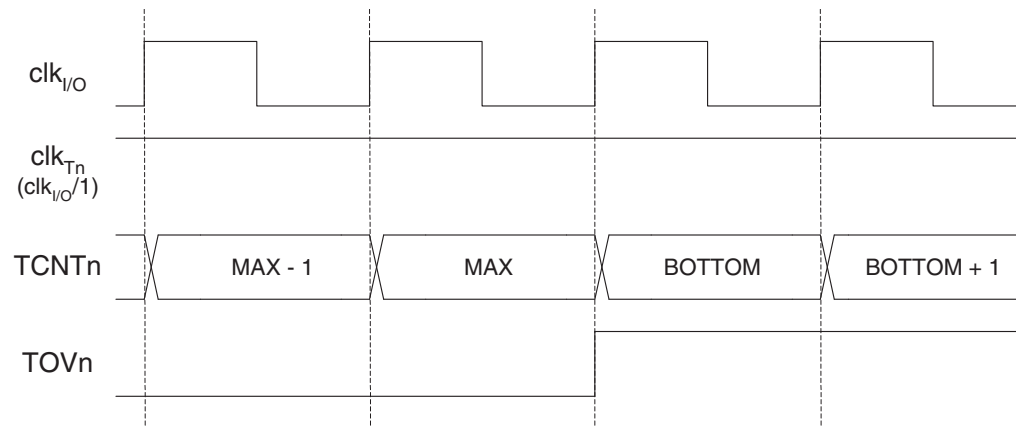 clkI/O
clkTn
(clkI/O/1)
TCNTn MAX - 1 MAX BOTTOM BOTTOM + 1
TOVn